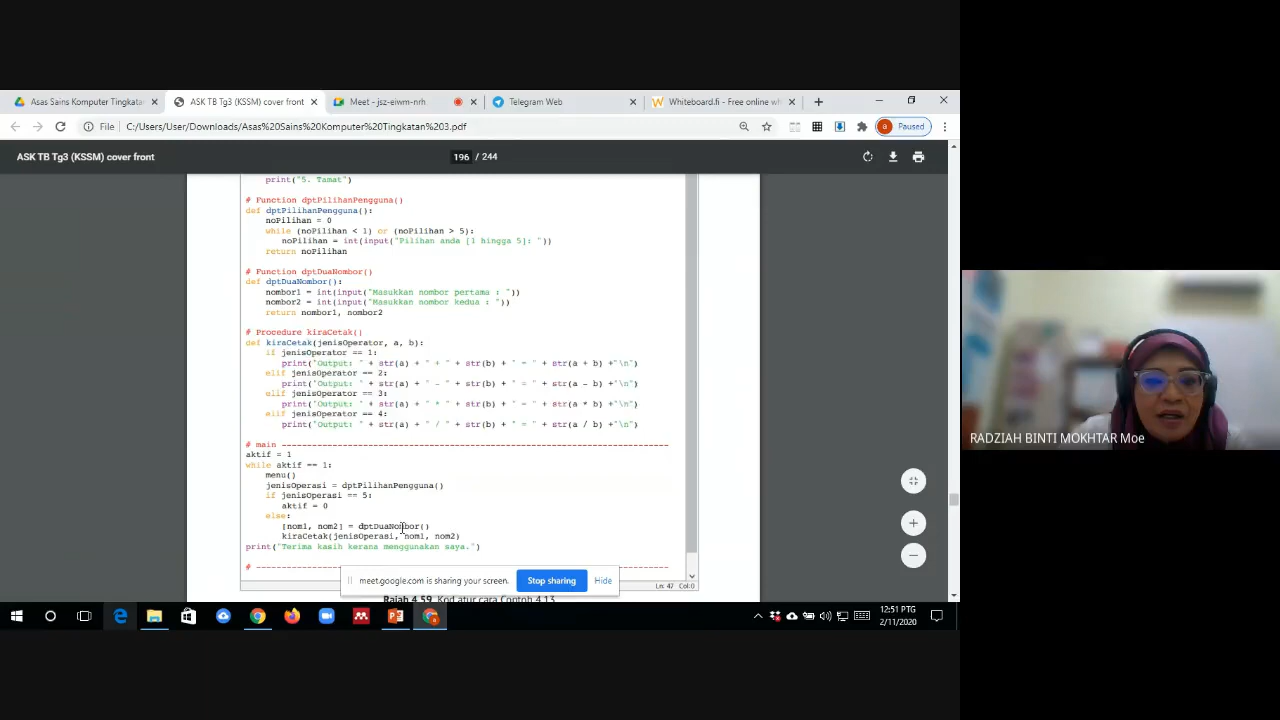 Asas Sains Komputer Tingkatan
ASK TB Tg3 (KSSM) cover front
Meet - jsz-eiwm-nrh
Telegram Web
Whiteboard.fi - Free online wh
File
C:/Users/Usea/Downloads/Asas%20Sains%20Komputer%20Tingkatan%203.pdf
a Paused
ASK TB Tg3 (KSSM) cover front
196 / 244
print("5. Tamat")
# Function dptPilihanPengguna()
def dptPilihanPengguna():
noPilihan = 0
while (noPilihan < 1) or (noPilihan > 5):
noPilihan = int(input("Pilihan anda [1 hingga 5]: "))
return noPilihan
# Function dptDuaNombor()
def dptDuaNombor():
nombor1 = int(input("Masukkan nombor pertama : "))
nombor2 = int(input("Masukkan nombor kedua : "))
return nombor1, nombor2
# Procedure kiraCetak()
def kiraCetak(jenisOperator, a, b):
if jenisOperator == 1:
print("Output: " + str(a) + " + " + str(b) + " = " + str(a + b) +"\n")
elif jenisOperator == 2:
print("Output: " + str(a) + " - " + str(b) + " = " + str(a - b) +"\n")
elif jenisOperator == 3:
print("Output: " + str(a) + " * " + str(b) + " = " + str(a * b) +"\n")
elif jenisOperator == 4:
print("Output: " + str(a) + " / " + str(b) + " = " + str(a / b) +"\n")
# main
aktif = 1
while aktif == 1:
menu()
jenisOperasi = dptPilihanPengguna()
if jenisOperasi == 5:
aktif = 0
else:
[nom1, nom2] = dptDuaNombor()
kiraCetak(jenisOperasi, nom1, nom2)
print("Terima kasih kerana menggunakan saya.")
#
Ln: 47 Col: 0
meet.google.com is sharing your screen.
Stop sharing
Hide
Rajah 4.59 Kod atur cara Contoh 4.13
RADZIAH BINTI MOKHTAR Moe
12:51 PTG
2/11/2020